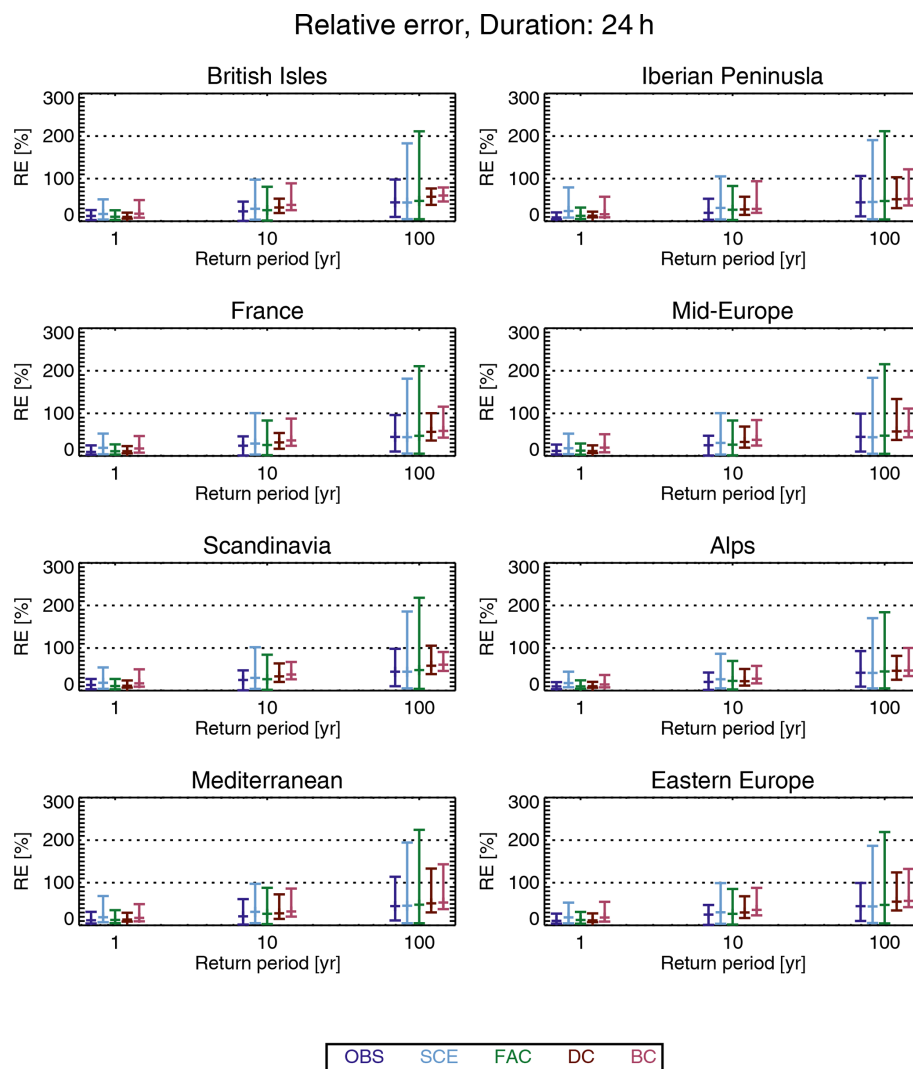 Relative error, Duration: 24 h
British Isles
Iberian Peninusla
RE [%]
300
200
100
0
1
10
100
Return period [yr]
RE [%]
300
200
100
0
1
10
100
Return period [yr]
France
Mid-Europe
RE [%]
300
200
100
0
1
10
100
Return period [yr]
RE [%]
300
200
100
0
1
10
100
Return period [yr]
Scandinavia
Alps
RE [%]
300
200
100
0
1
10
100
Return period [yr]
RE [%]
300
200
100
0
1
10
100
Return period [yr]
Mediterranean
Eastern Europe
RE [%]
300
200
100
0
1
10
100
Return period [yr]
RE [%]
300
200
100
0
1
10
100
Return period [yr]
OBS SCE FAC DC BC